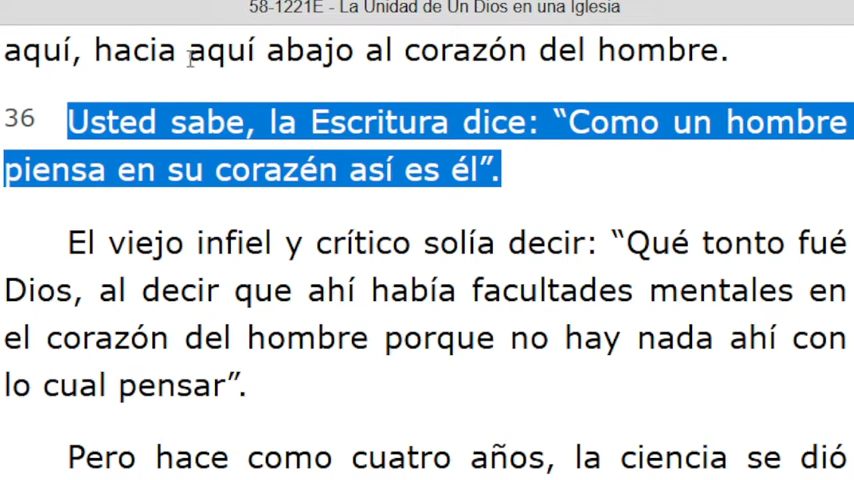 58-1221E - La Unidad de Un Dios en una Iglesia
aquí, hacia aquí abajo al corazón del hombre.
36 Usted sabe, la Escritura dice: “Como un hombre
piensa en su corazén así es él”.
El viejo infiel y crítico solía decir: “Qué tonto fué
Dios, al decir que ahí había facultades mentales en
el corazón del hombre porque no hay nada ahí con
lo cual pensar”.
Pero hace como cuatro años, la ciencia se dió